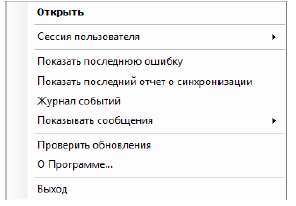 Открыть
Сессия пользователя
Показать последнюю ошибку
Показать последний отчет о синхронизации
Журнал событий
Показывать сообщения
Проверить обновления
О Программе...
Выход